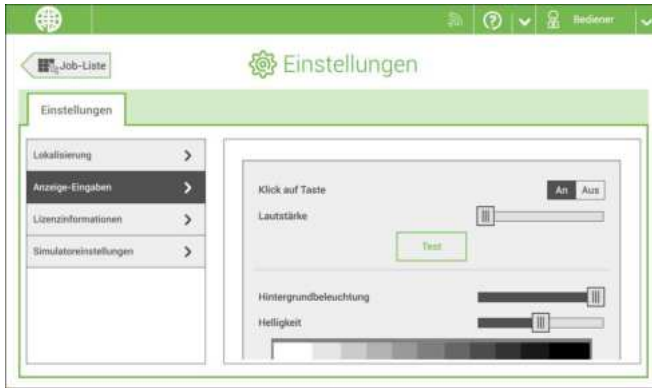 Bediener
Job-Liste
Einstellungen
Einstellungen
Lokalisierung
Anzeige-Eingaben
Lizenzinformationen
Simulatoreinstellungen
Klick auf Taste An Aus
Lautstärke
Test
Hintergrundbeleuchtung
Helligkeit